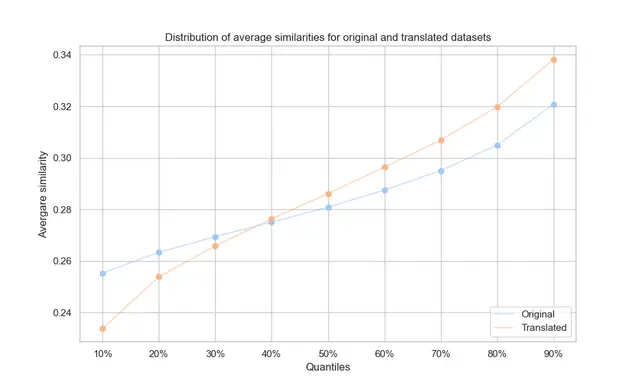 Distribution of average similarities for original and translated datasets
0.34
0.32
0.30
0.28
0.26
0.24
Avergare similarity
10% 20% 30% 40% 50% 60% 70% 80% 90%
Quantiles
Original
Translated